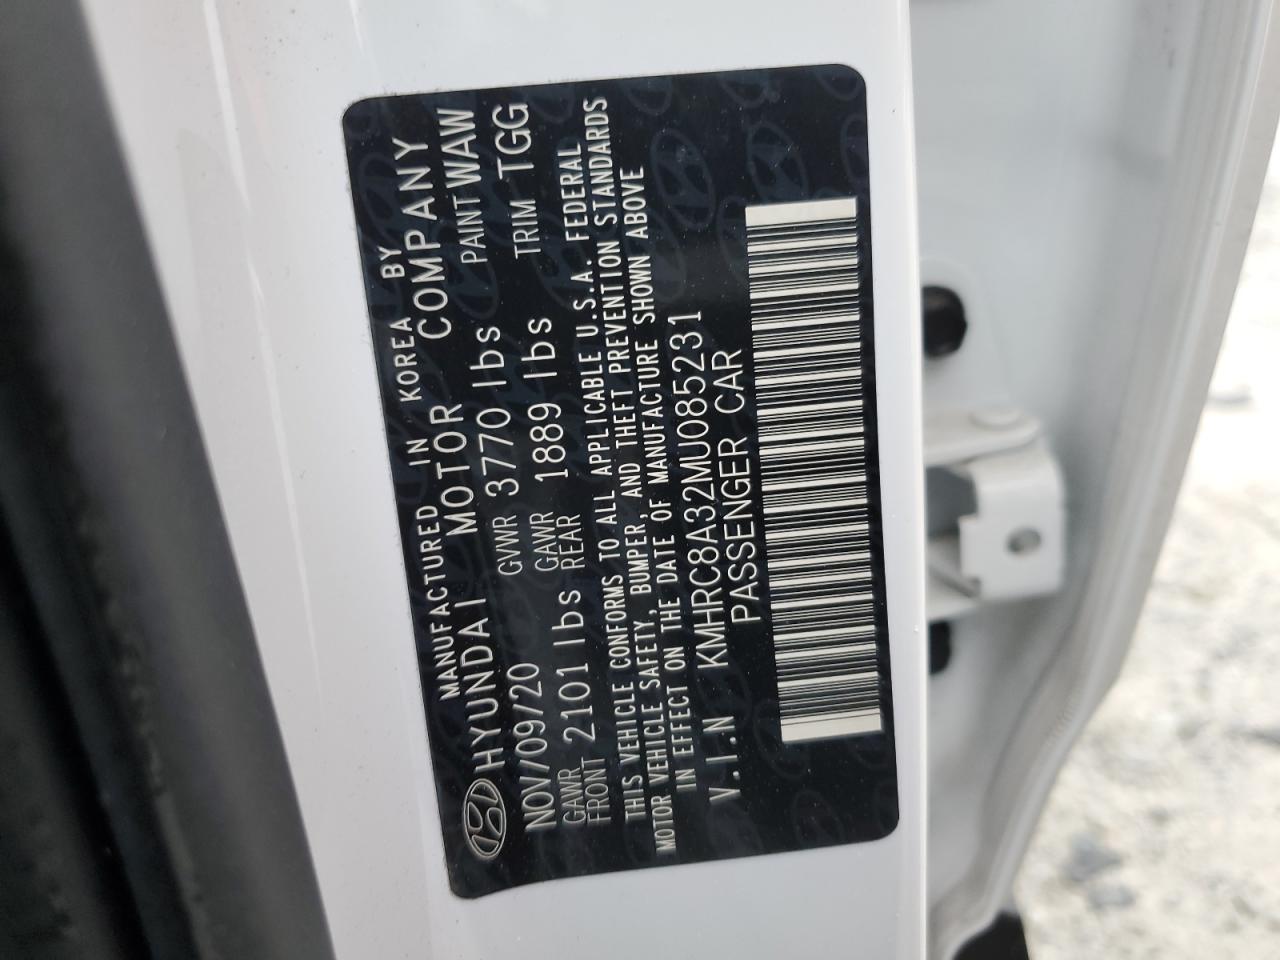 MANUFACTURED IN KOREA BY
HYUNDAI MOTOR COMPANY
NOV/09/20 GVWR 3770 lbs PAINT WAW
GAWR FRONT 2101 lbs GAWR REAR 1889 lbs TRIM TGG
THIS VEHICLE CONFORMS TO ALL APPLICABLE U.S.A. FEDERAL
MOTOR VEHICLE SAFETY, BUMPER, AND THEFT PREVENTION STANDARDS
IN EFFECT ON THE DATE OF MANUFACTURE SHOWN ABOVE
V.I.N KMHRC8A32MU085231
PASSENGER CAR